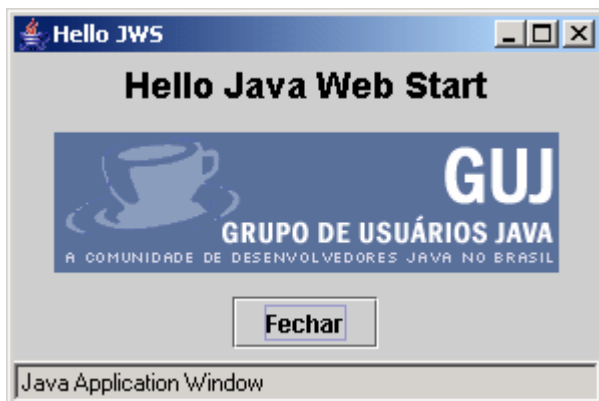 Hello JWS
Hello Java Web Start
GUJ
GRUPO DE USUÁRIOS JAVA
A COMUNIDADE DE DESENVOLVEDORES JAVA NO BRASIL
Fechar
Java Application Window